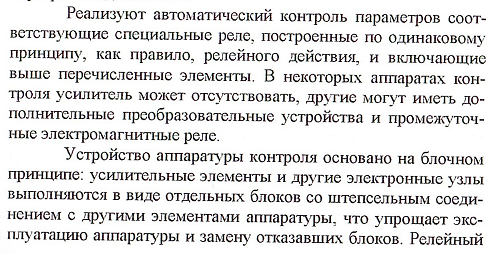 Реализуют автоматический контроль параметров соот-
ветствующие специальные реле, построенные по одинаковому
принципу, как правило, релейного действия, и включающие
выше перечисленные элементы. В некоторых аппаратах кон-
троля усилитель может отсутствовать, другие могут иметь до-
полнительные преобразовательные устройства и промежуточ-
ные электромагнитные реле.
Устройство аппаратуры контроля основано на блочном
принципе: усилительные элементы и другие электронные узлы
выполняются в виде отдельных блоков со штепсельным соеди-
нением с другими элементами аппаратуры, что упрощает экс-
плуатацию аппаратуры и замену отказавших блоков. Релейный